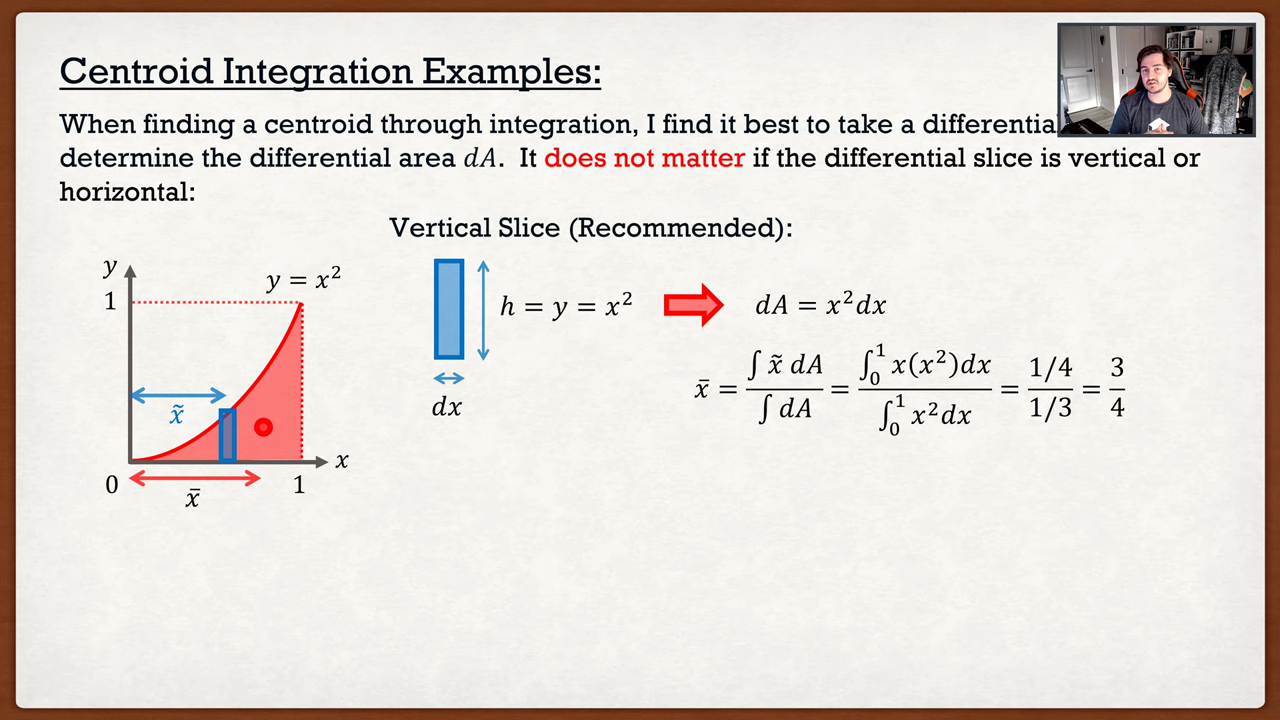 Centroid Integration Examples:
When finding a centroid through integration, I find it best to take a differentia
determine the differential area 𝑑𝐴. It does not matter if the differential slice is vertical or
horizontal:
Vertical Slice (Recommended):
y
1
y = x²
x̃
0
x̄
1
x
h = y = x²
dx
dA = x²dx
x̄ = ∫ x̃ dA / ∫ dA = ∫₀¹ x(x²)dx / ∫₀¹ x²dx = (1/4) / (1/3) = 3/4